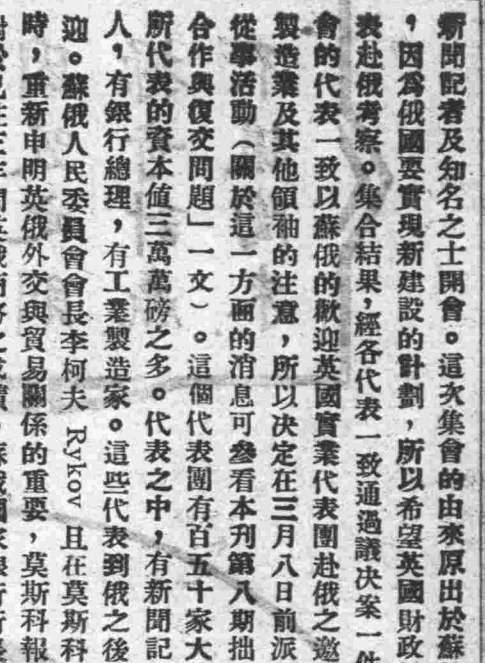 新聞記者及知名之士開會。這次集會的由來原出於蘇
，因爲俄國要實現新建設的計劃，所以希望英國財政
袤赴俄考察。集合結果，經各代表一致通過議決案一
會的代表一致以蘇俄的歡迎英國實業代表團赴俄之邀
製造業及其他領袖的注意，所以決定在三月八日前派
從事活動（關於這一方面的消息可參看本刊第八期拙
合作與復交問題」一文）。這個代表團有百五十家大
所代表的資本值三萬萬磅之多。代表之中，有新聞記
人，有銀行總理，有工業製造家。這些代表到俄之後
迎。蘇俄人民委員會會長李柯夫 Rykov 且在莫斯科
時，重新申明英俄外交與貿易關係的重要，莫斯科報